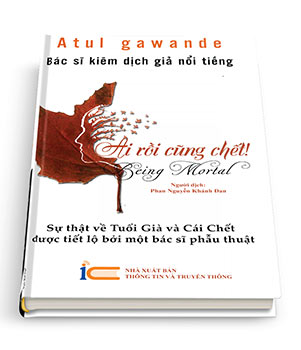 Atul gawande
Bác sĩ kiêm dịch giả nổi tiếng
Ai rồi cũng chết!
Being Mortal
Người dịch:
Phan Nguyễn Khánh Đan
Sự thật về Tuổi Già và Cái Chết
được tiết lộ bởi một bác sĩ phẫu thuật
NHÀ XUẤT BẢN
THÔNG TIN VÀ TRUYỀN THÔNG